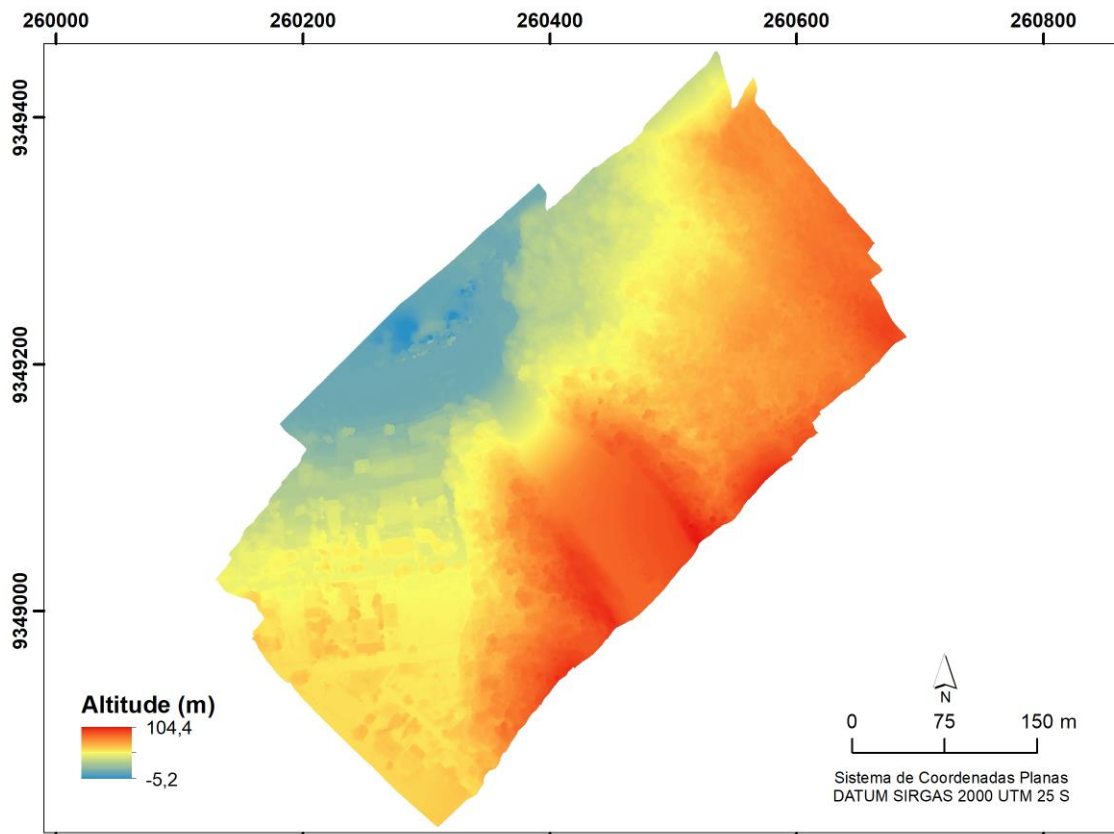 260000 260200 260400 260600 260800
9349400
9349200
9349000
Altitude (m)
104,4
-5,2
N
0 75 150 m
Sistema de Coordenadas Planas
DATUM SIRGAS 2000 UTM 25 S